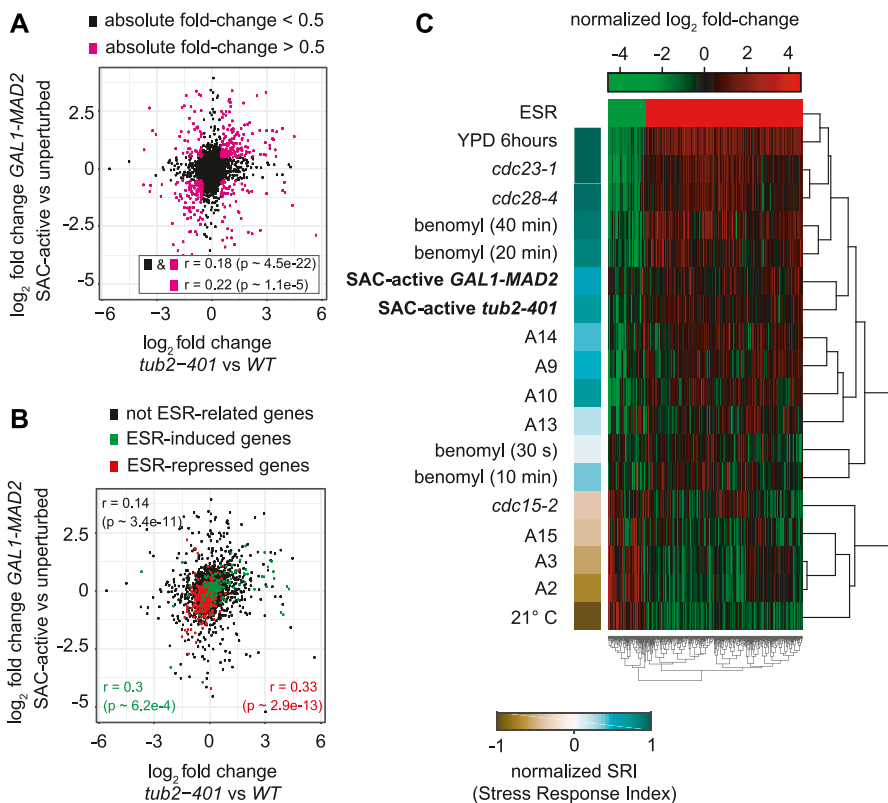 A
absolute fold-change < 0.5
absolute fold-change > 0.5
log2 fold change GAL1-MAD2
SAC-active vs unperturbed
2.5
0
-2.5
-5
& r = 0.18 (p ~ 4.5e-22)
r = 0.22 (p ~ 1.1e-5)
−6 −3 0 3 6
log2 fold change
tub2−401 vs WT
B
not ESR-related genes
ESR-induced genes
ESR-repressed genes
log2 fold change GAL1-MAD2
SAC-active vs unperturbed
r = 0.14
(p ~ 3.4e-11)
2.5
0
-2.5
-5
r = 0.3
(p ~ 6.2e-4)
r = 0.33
(p ~ 2.9e-13)
−6 −3 0 3 6
log2 fold change
tub2−401 vs WT
C
normalized log2 fold-change
-4 -2 0 2 4
ESR
YPD 6hours
cdc23-1
cdc28-4
benomyl (40 min)
benomyl (20 min)
SAC-active GAL1-MAD2
SAC-active tub2-401
A14
A9
A10
A13
benomyl (30 s)
benomyl (10 min)
cdc15-2
A15
A3
A2
21° C
-1 0 1
normalized SRI
(Stress Response Index)